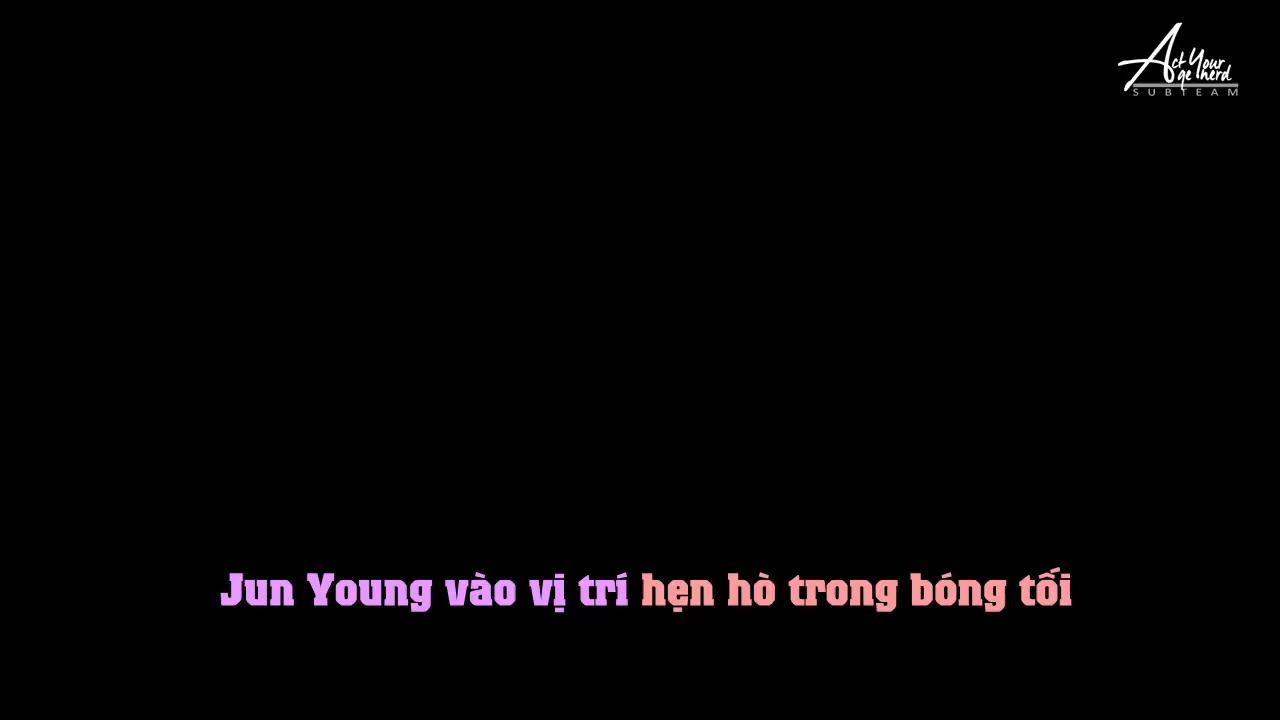 Act Your
Age Nerd
SUBTEAM
Jun Young vào vị trí hẹn hò trong bóng tối